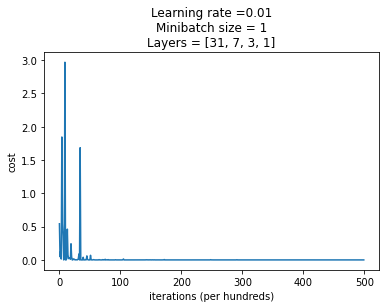 Learning rate =0.01
Minibatch size = 1
Layers = [31, 7, 3, 1]
3.0
2.5
2.0
1.5
1.0
0.5
0.0
cost
0 100 200 300 400 500
iterations (per hundreds)